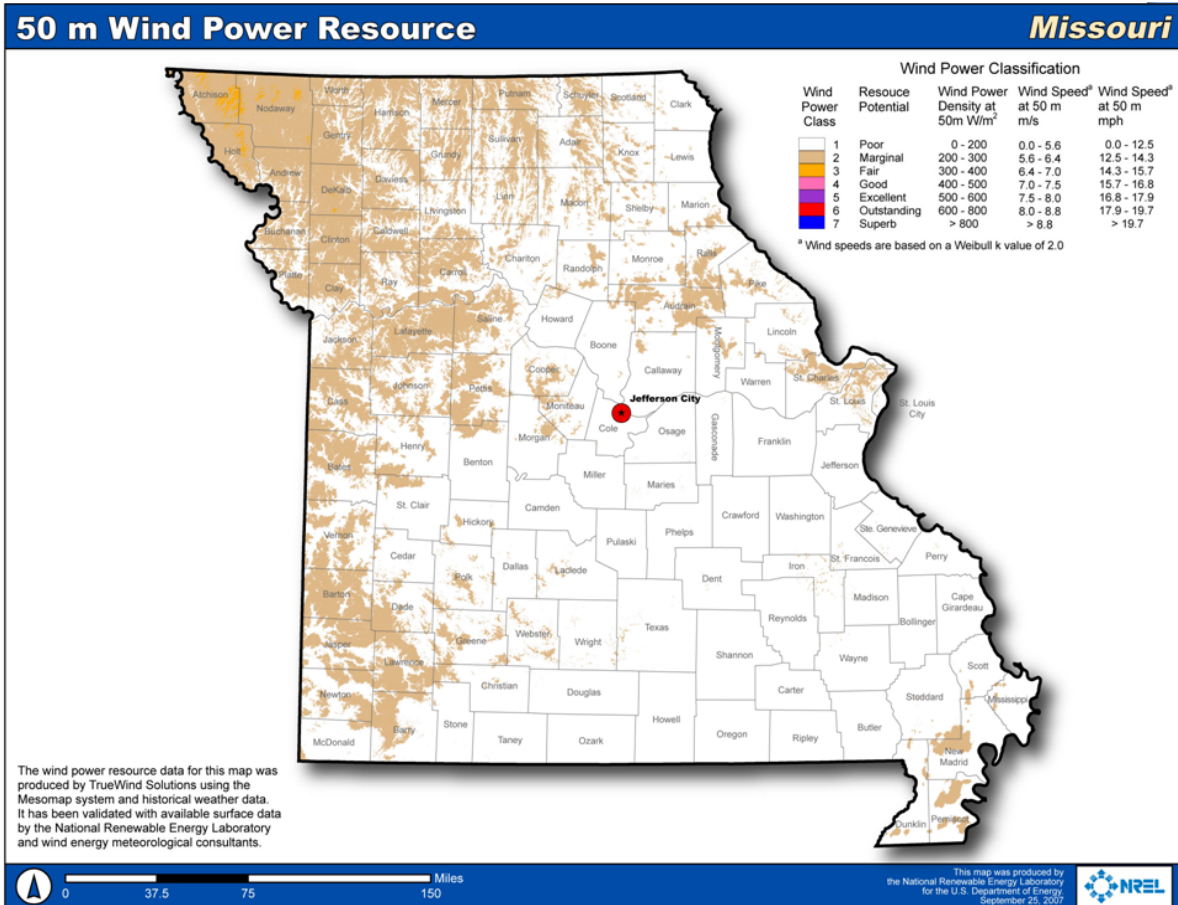 50 m Wind Power Resource
Missouri
Wind Power Classification
Wind Power Class
Resouce Potential
Wind Power Density at 50m W/m²
Wind Speedᵃ at 50 m m/s
Wind Speedᵃ at 50 m mph
1 Poor 0 - 200 0.0 - 5.6 0.0 - 12.5
2 Marginal 200 - 300 5.6 - 6.4 12.5 - 14.3
3 Fair 300 - 400 6.4 - 7.0 14.3 - 15.7
4 Good 400 - 500 7.0 - 7.5 15.7 - 16.8
5 Excellent 500 - 600 7.5 - 8.0 16.8 - 17.9
6 Outstanding 600 - 800 8.0 - 8.8 17.9 - 19.7
7 Superb > 800 > 8.8 > 19.7
ᵃ Wind speeds are based on a Weibull k value of 2.0
Atchison
Nodaway
Worth
Harrison
Mercer
Putnam
Schuyler
Scotland
Clark
Gentry
Sullivan
Adair
Knox
Lewis
Holt
Grundy
Andrew
DeKalb
Daviess
Linn
Macon
Shelby
Marion
Livingston
Buchanan
Clinton
Caldwell
Chariton
Randolph
Monroe
Ralls
Pike
Platte
Clay
Ray
Carroll
Saline
Howard
Audrain
Lafayette
Jackson
Boone
Montgomery
Lincoln
Cooper
Callaway
Warren
St. Charles
Johnson
Pettis
Cass
Moniteau
Jefferson City
St. Louis
St. Louis
City
Cole
Osage
Gasconade
Franklin
Henry
Morgan
Benton
Bates
Miller
Maries
Jefferson
St. Clair
Camden
Crawford
Washington
Hickory
Pulaski
Phelps
Ste. Genevieve
Vernon
Cedar
Dallas
Laclede
Polk
Dent
Iron
St. Francois
Perry
Barton
Dade
Madison
Cape
Girardeau
Bollinger
Reynolds
Jasper
Greene
Webster
Wright
Texas
Shannon
Wayne
Lawrence
Scott
Newton
Christian
Douglas
Carter
Stoddard
Mississippi
McDonald
Barry
Stone
Taney
Ozark
Howell
Oregon
Ripley
Butler
New
Madrid
Dunklin
Pemiscot
The wind power resource data for this map was
produced by TrueWind Solutions using the
Mesomap system and historical weather data.
It has been validated with available surface data
by the National Renewable Energy Laboratory
and wind energy meteorological consultants.
0 37.5 75 150 Miles
This map was produced by
the National Renewable Energy Laboratory
for the U.S. Department of Energy.
September 25, 2007
NREL